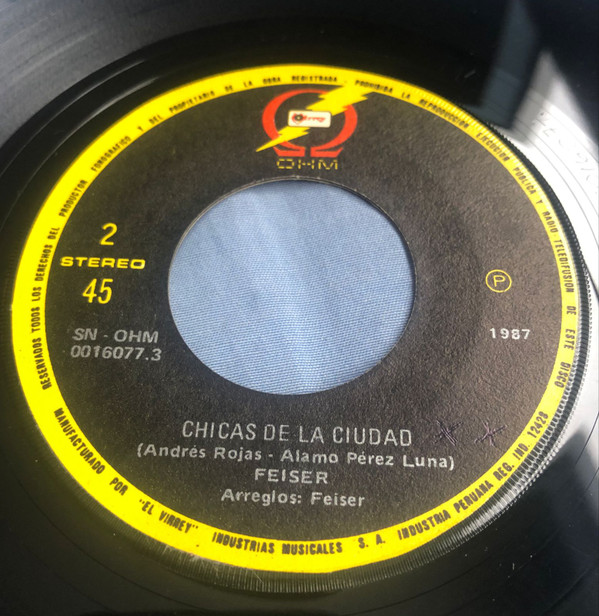 RESERVADOS TODOS LOS DERECHOS DEL PRODUCTOR FONOGRAFICO Y DEL PROPIETARIO DE LA OBRA REGISTRADA - PROHIBIDA LA REPRODUCCION EJECUCION PUBLICA Y RADIO TELEDIFUSION DE ESTE DISCO
OHM
2
STEREO
45
SN - OHM
0016077.3
Ⓟ
1987
CHICAS DE LA CIUDAD
(Andrés Rojas - Alamo Pérez Luna)
FEISER
Arreglos: Feiser
MANUFACTURADO POR "EL VIRREY" INDUSTRIAS MUSICALES S. A. INDUSTRIA PERUANA REG. IND. 12428